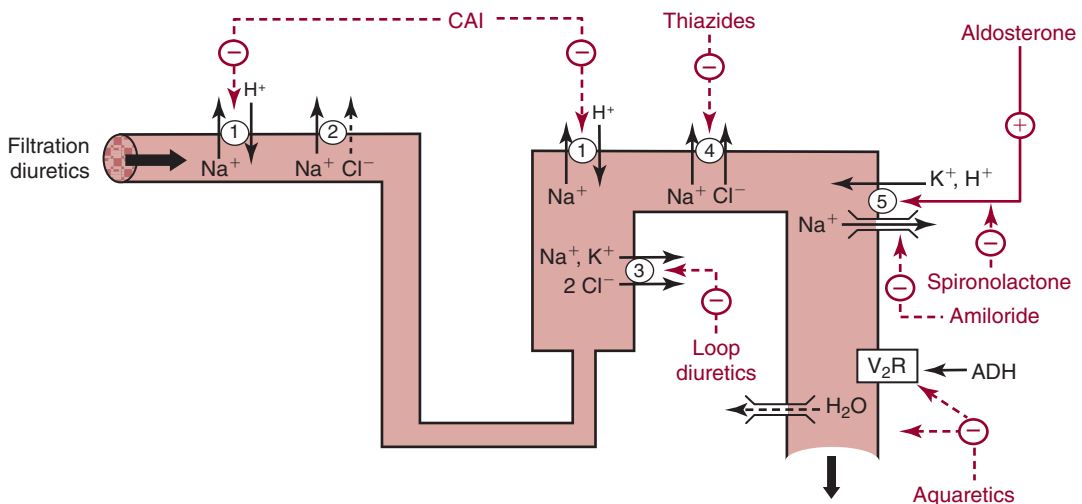 CAI
Thiazides
Aldosterone
−
−
+
H⁺
1
2
Filtration
diuretics
Na⁺
Na⁺ Cl⁻
H⁺
1
4
Na⁺
Na⁺ Cl⁻
K⁺, H⁺
5
Na⁺
−
Spironolactone
−
Amiloride
Na⁺, K⁺
3
2 Cl⁻
−
Loop
diuretics
V₂R
ADH
H₂O
−
Aquaretics